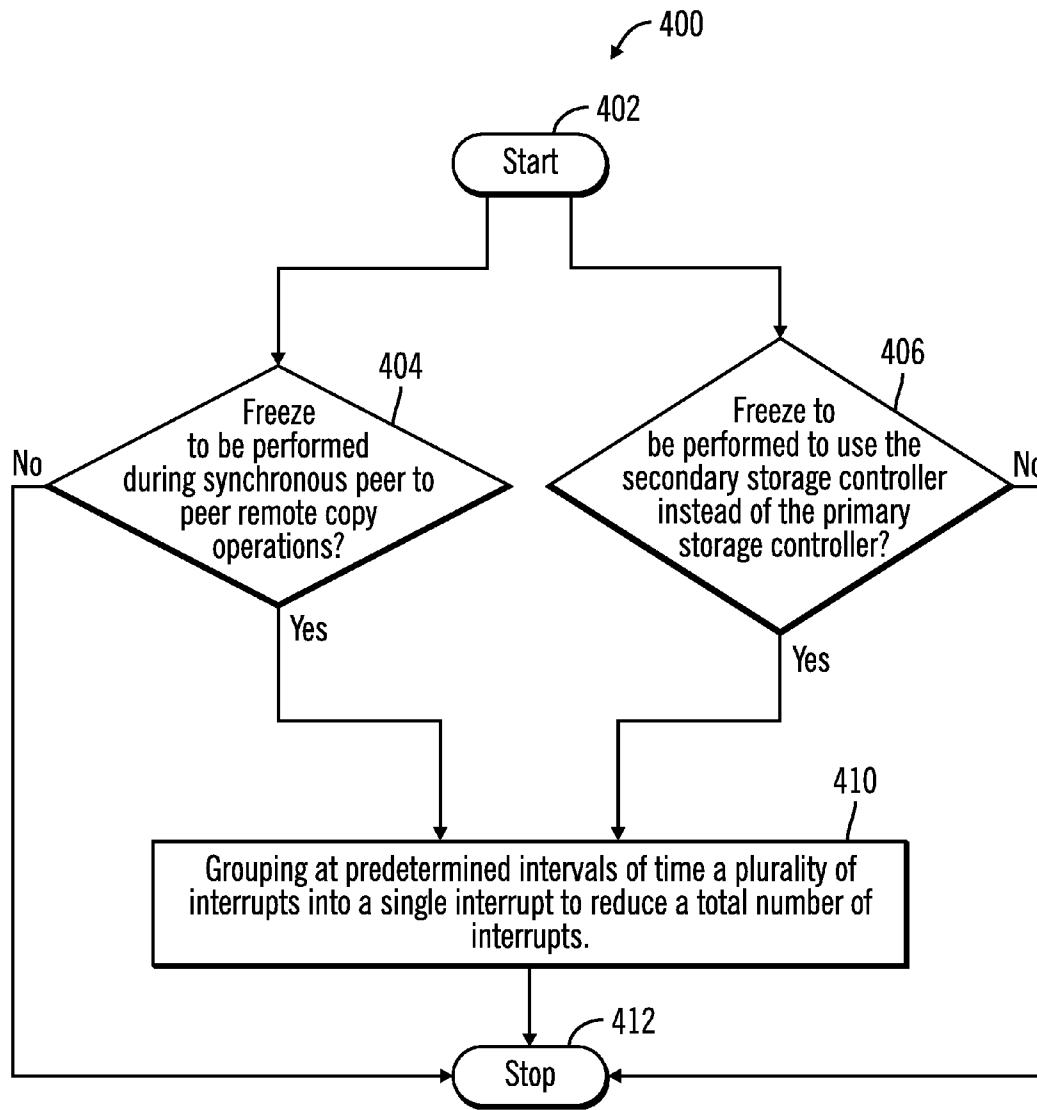 400
402
Start
404
Freeze
to be performed
during synchronous peer to
peer remote copy
operations?
No
Yes
406
Freeze to
be performed to use the
secondary storage controller
instead of the primary
storage controller?
No
Yes
410
Grouping at predetermined intervals of time a plurality of
interrupts into a single interrupt to reduce a total number of
interrupts.
412
Stop